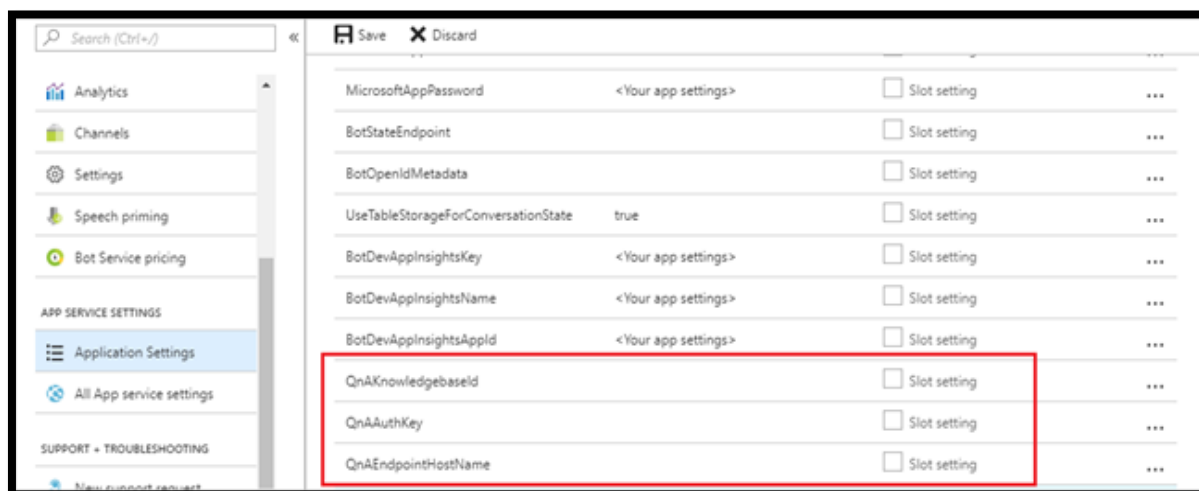 Search (Ctrl+/)
«
Save Discard
Analytics
Channels
Settings
Speech priming
Bot Service pricing
APP SERVICE SETTINGS
Application Settings
All App service settings
SUPPORT + TROUBLESHOOTING
New support request
MicrosoftAppPassword <Your app settings> Slot setting ...
BotStateEndpoint Slot setting ...
BotOpenIdMetadata Slot setting ...
UseTableStorageForConversationState true Slot setting ...
BotDevAppInsightsKey <Your app settings> Slot setting ...
BotDevAppInsightsName <Your app settings> Slot setting ...
BotDevAppInsightsAppId <Your app settings> Slot setting ...
QnAKnowledgebaseId Slot setting ...
QnAAuthKey Slot setting ...
QnAEndpointHostName Slot setting ...